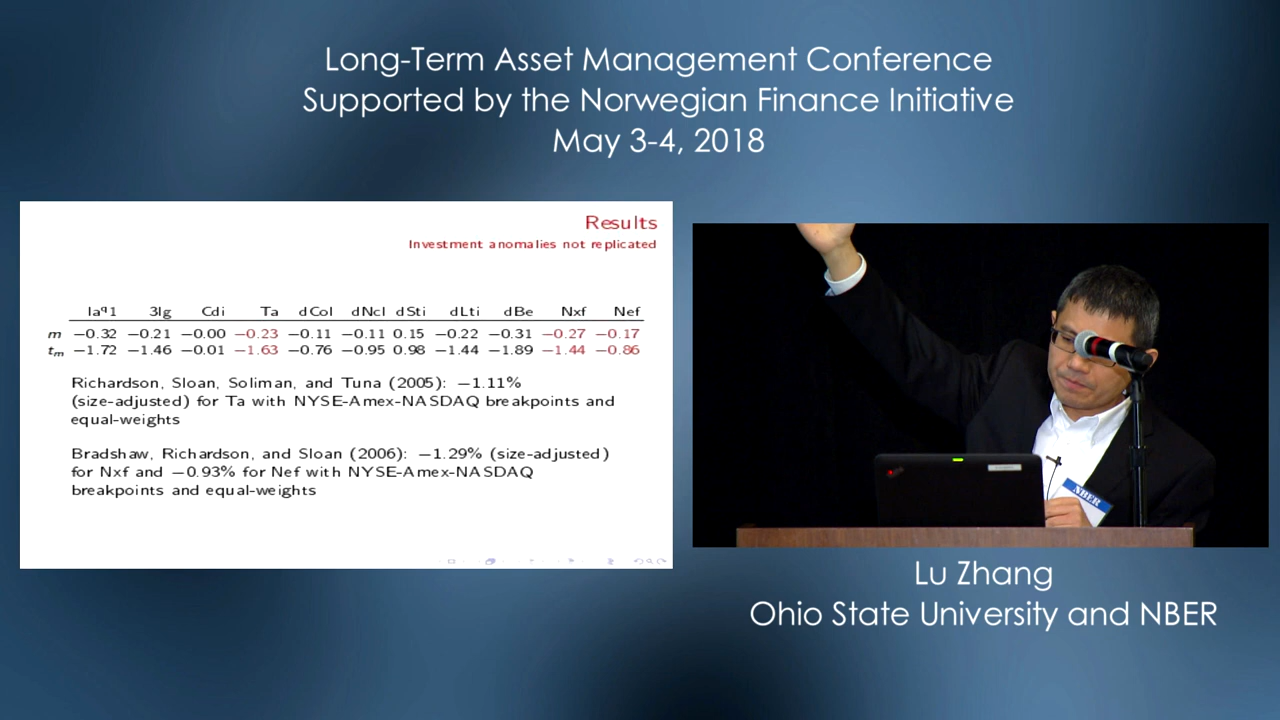 Long-Term Asset Management Conference
Supported by the Norwegian Finance Initiative
May 3-4, 2018
Results
Investment anomalies not replicated
Iaq1 3Ig Cdi Ta dCol dNcl dSti dLti dBe Nxf Nef
m −0.32 −0.21 −0.00 −0.23 −0.11 −0.11 0.15 −0.22 −0.31 −0.27 −0.17
tm −1.72 −1.46 −0.01 −1.63 −0.76 −0.95 0.98 −1.44 −1.89 −1.44 −0.86
Richardson, Sloan, Soliman, and Tuna (2005): −1.11%
(size-adjusted) for Ta with NYSE-Amex-NASDAQ breakpoints and
equal-weights
Bradshaw, Richardson, and Sloan (2006): −1.29% (size-adjusted)
for Nxf and −0.93% for Nef with NYSE-Amex-NASDAQ
breakpoints and equal-weights
NBER
Lu Zhang
Ohio State University and NBER